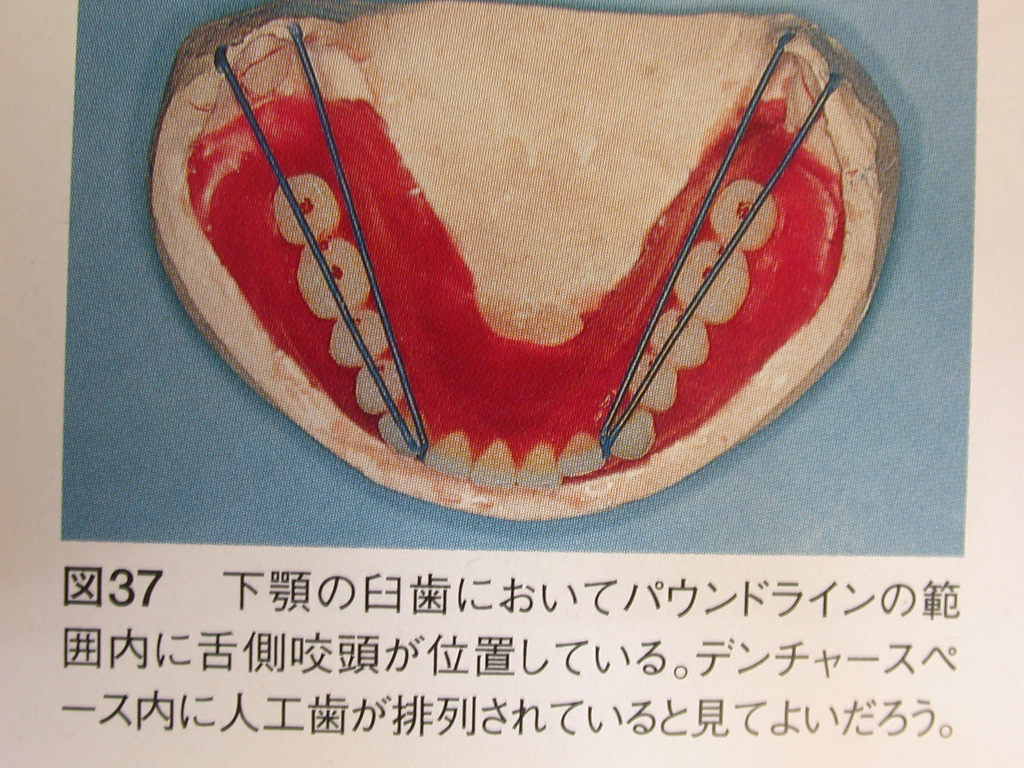 図37　下顎の臼歯においてパウンドラインの範
囲内に舌側咬頭が位置している。デンチャースペ
ース内に人工歯が排列されていると見てよいだろう。